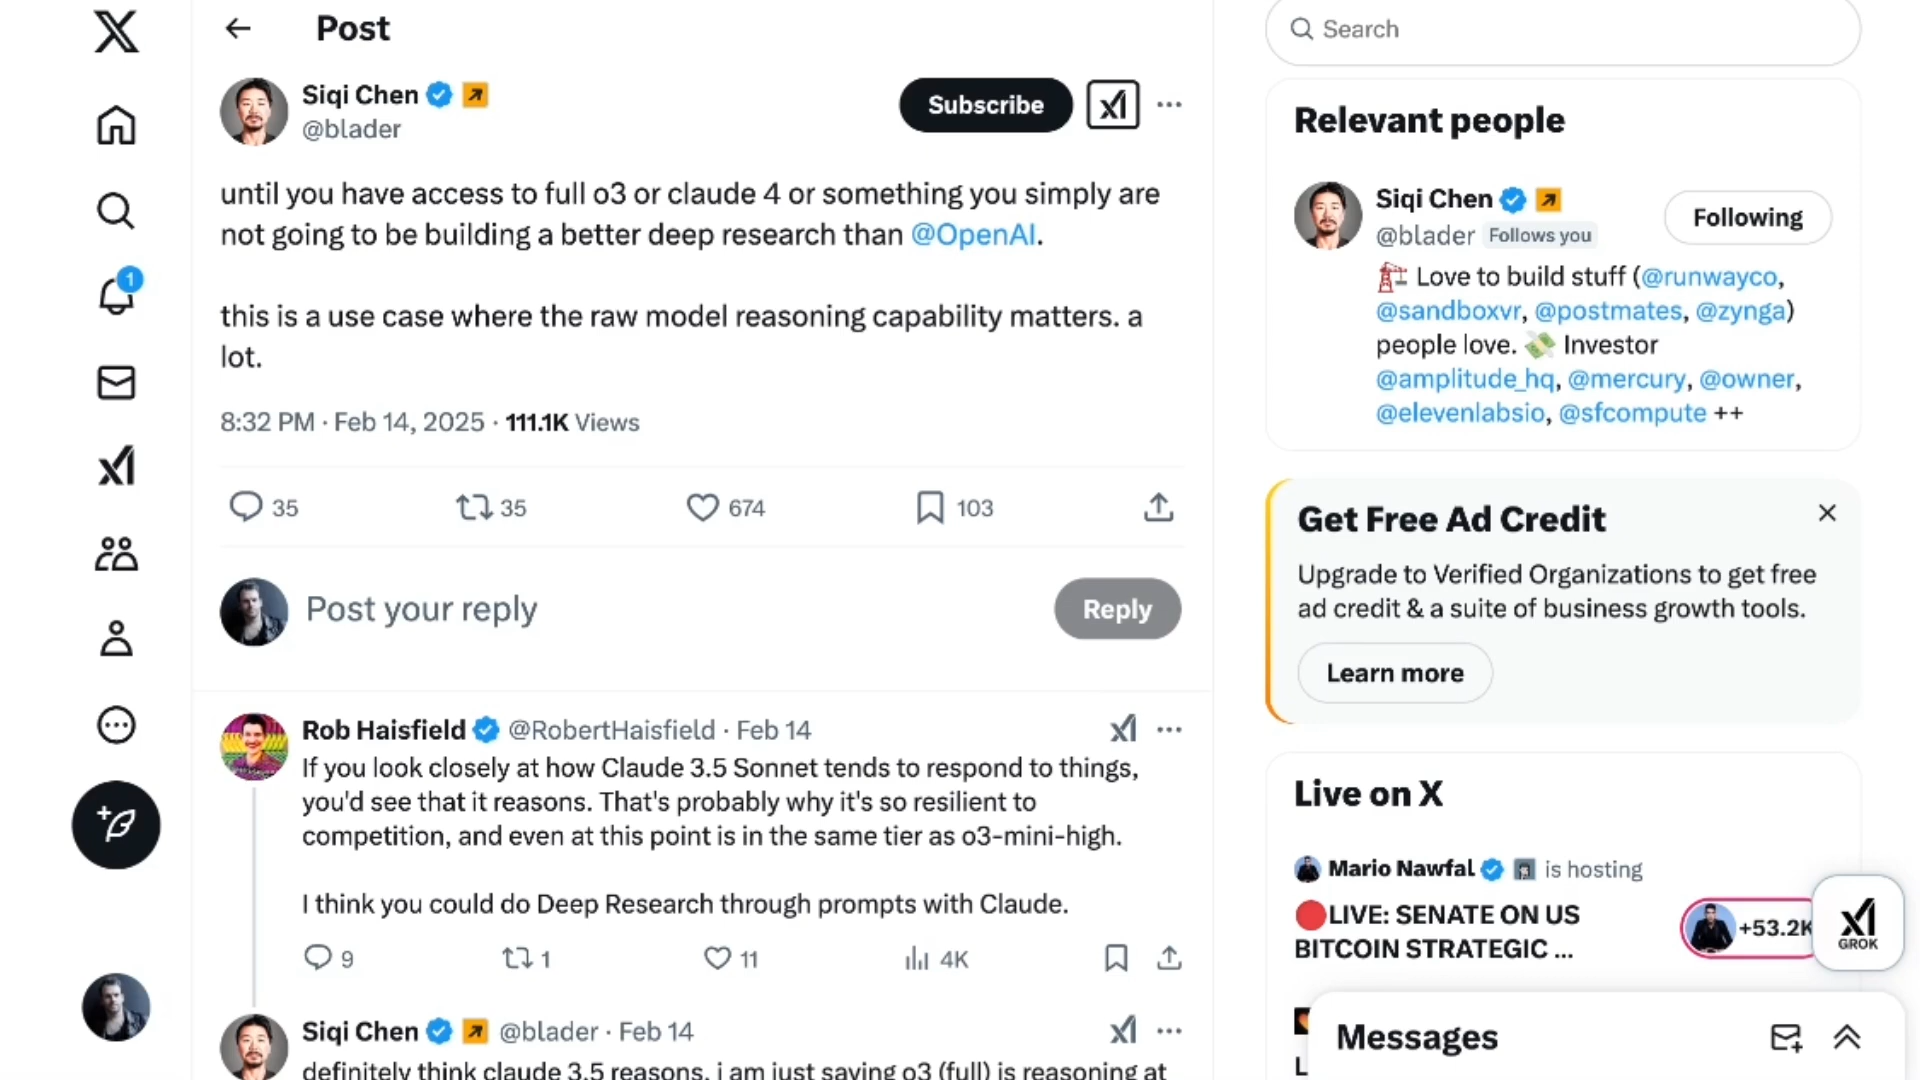 Post
Siqi Chen
@blader
Subscribe
until you have access to full o3 or claude 4 or something you simply are
not going to be building a better deep research than @OpenAI.
this is a use case where the raw model reasoning capability matters. a
lot.
8:32 PM · Feb 14, 2025 · 111.1K Views
35
35
674
103
Post your reply
Reply
Rob Haisfield @RobertHaisfield · Feb 14
If you look closely at how Claude 3.5 Sonnet tends to respond to things,
you'd see that it reasons. That's probably why it's so resilient to
competition, and even at this point is in the same tier as o3-mini-high.
I think you could do Deep Research through prompts with Claude.
9
1
11
4K
Siqi Chen @blader · Feb 14
definitely think claude 3.5 reasons, i am just saying o3 (full) is reasoning at
1
Search
Relevant people
Siqi Chen
@blader Follows you
Following
Love to build stuff (@runwayco,
@sandboxvr, @postmates, @zynga)
people love. Investor
@amplitude_hq, @mercury, @owner,
@elevenlabsio, @sfcompute ++
Get Free Ad Credit
Upgrade to Verified Organizations to get free
ad credit & a suite of business growth tools.
Learn more
Live on X
Mario Nawfal is hosting
LIVE: SENATE ON US
BITCOIN STRATEGIC ...
+53.2K
GROK
Messages